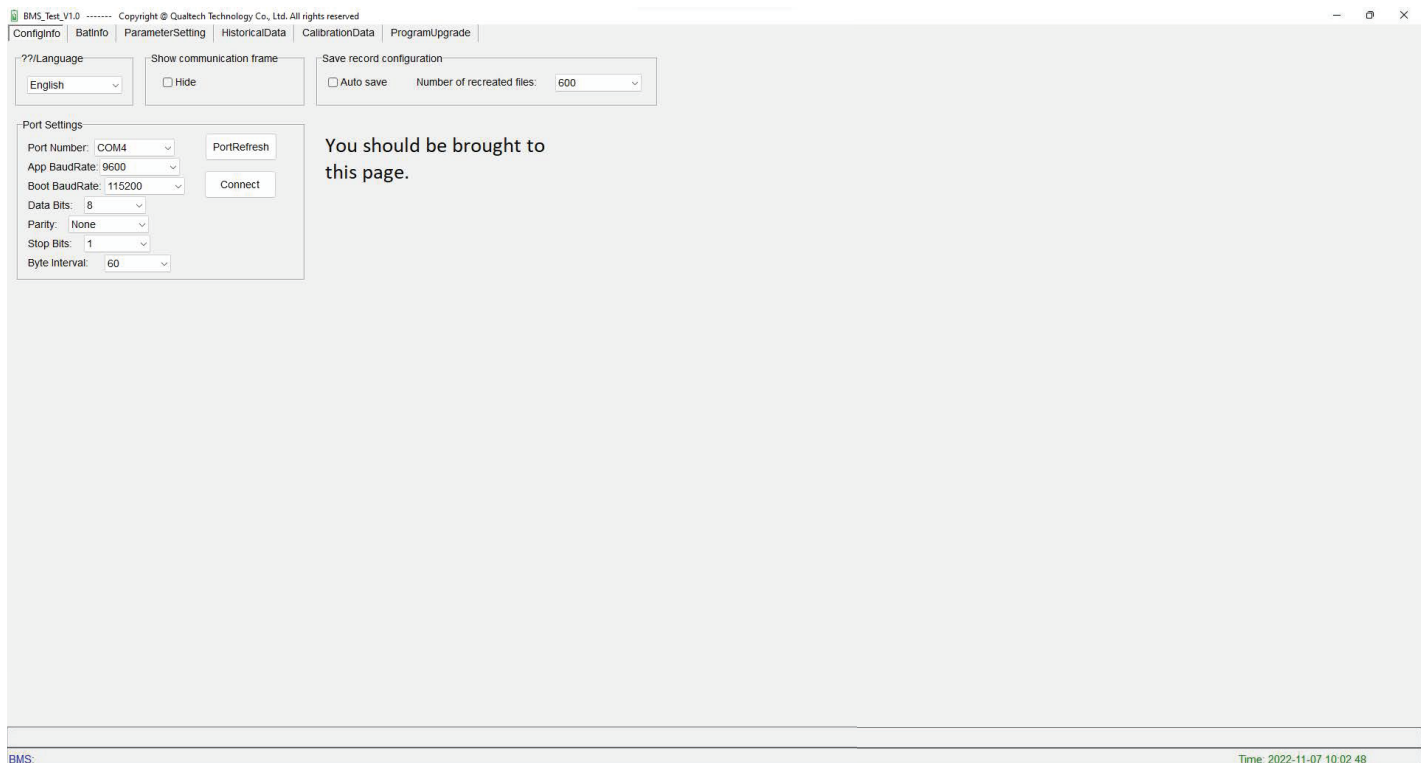 BMS_Test_V1.0 ------- Copyright @ Qualtech Technology Co., Ltd. All rights reserved
ConfigInfo BatInfo ParameterSetting HistoricalData CalibrationData ProgramUpgrade
??/Language Show communication frame Save record configuration
English Hide Auto save Number of recreated files: 600
Port Settings
Port Number: COM4 PortRefresh
App BaudRate: 9600
Boot BaudRate: 115200 Connect
Data Bits: 8
Parity: None
Stop Bits: 1
Byte Interval: 60
You should be brought to
this page.
BMS: Time: 2022-11-07 10:02 48